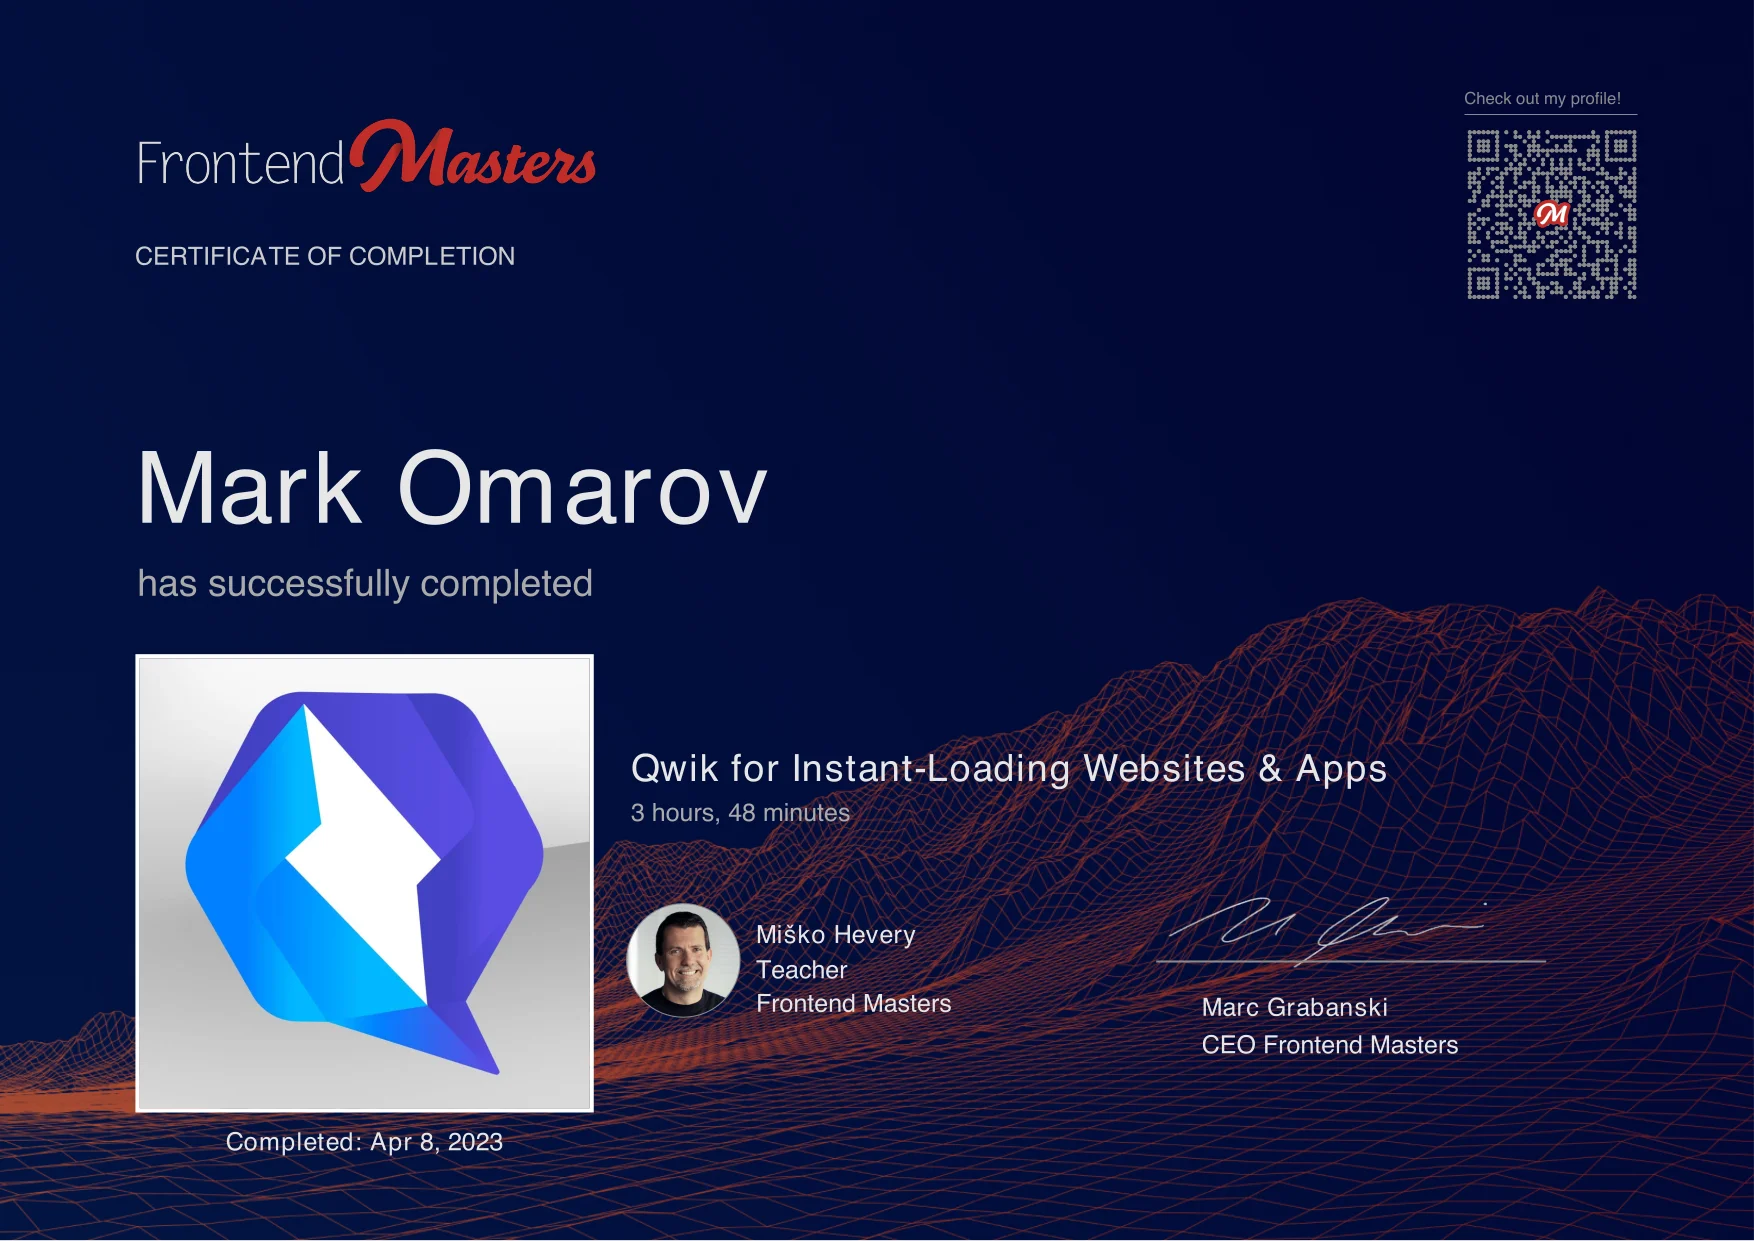 Check out my profile!
Frontend Masters
M
CERTIFICATE OF COMPLETION
Mark Omarov
has successfully completed
Qwik for Instant-Loading Websites & Apps
3 hours, 48 minutes
Miško Hevery
Teacher
Frontend Masters
Marc Grabanski
CEO Frontend Masters
Completed: Apr 8, 2023